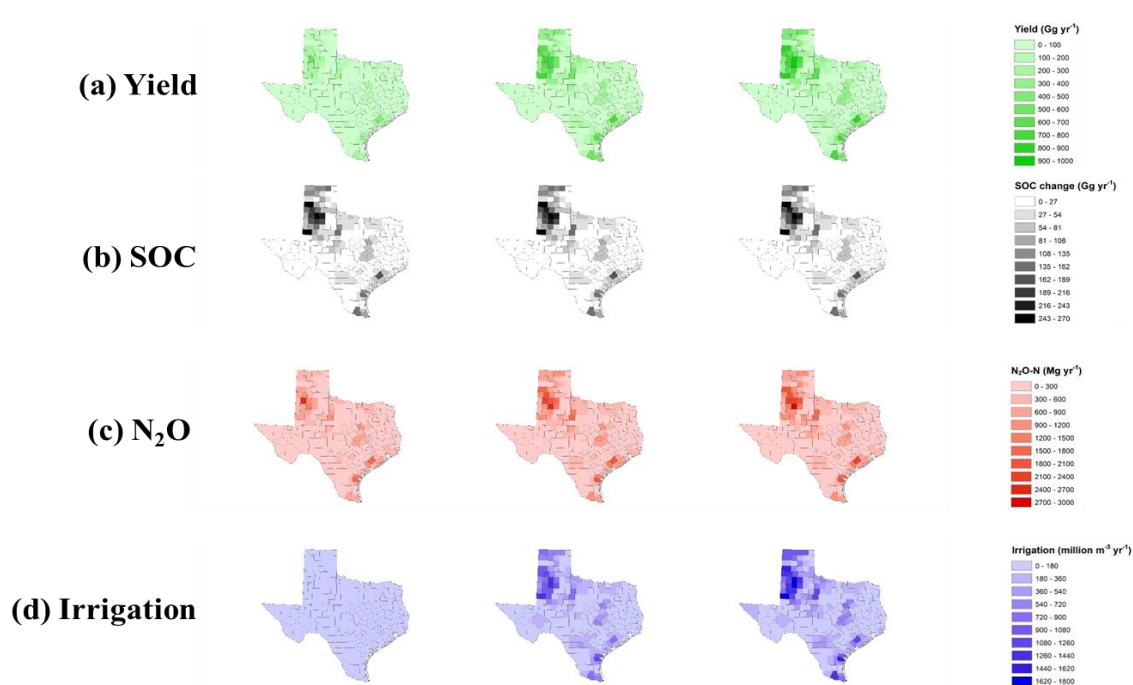 (a) Yield
Yield (Gg yr⁻¹)
0 - 100
100 - 200
200 - 300
300 - 400
400 - 500
500 - 600
600 - 700
700 - 800
800 - 900
900 - 1000
(b) SOC
SOC change (Gg yr⁻¹)
0 - 27
27 - 54
54 - 81
81 - 108
108 - 135
135 - 162
162 - 189
189 - 216
216 - 243
243 - 270
(c) N₂O
N₂O-N (Mg yr⁻¹)
0 - 300
300 - 600
600 - 900
900 - 1200
1200 - 1500
1500 - 1800
1800 - 2100
2100 - 2400
2400 - 2700
2700 - 3000
(d) Irrigation
Irrigation (million m⁻³ yr⁻¹)
0 - 180
180 - 360
360 - 540
540 - 720
720 - 900
900 - 1080
1080 - 1260
1260 - 1440
1440 - 1620
1620 - 1800